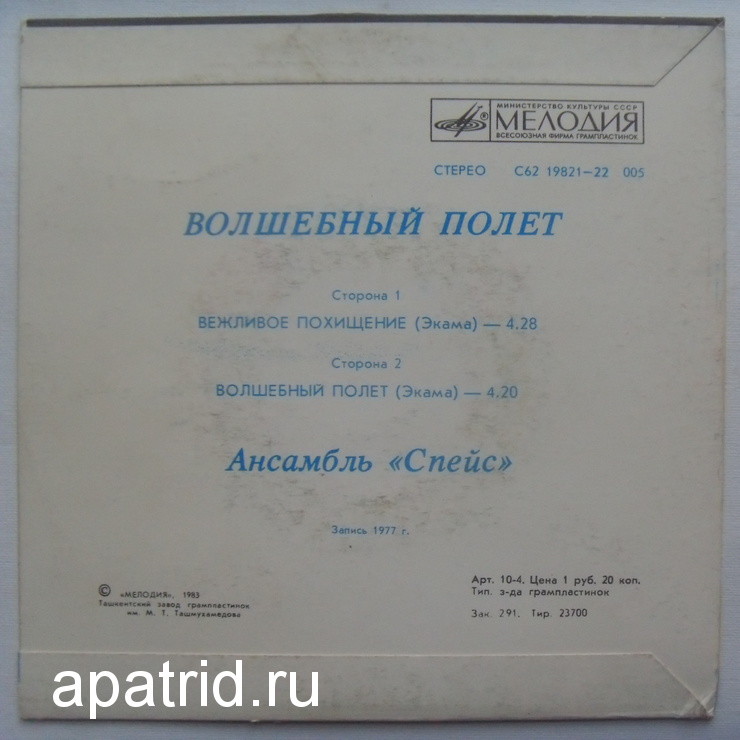 МИНИСТЕРСТВО КУЛЬТУРЫ СССР
МЕЛОДИЯ
ВСЕСОЮЗНАЯ ФИРМА ГРАМПЛАСТИНОК
СТЕРЕО С62 19821—22 005
ВОЛШЕБНЫЙ ПОЛЕТ
Сторона 1
ВЕЖЛИВОЕ ПОХИЩЕНИЕ (Экама) — 4.28
Сторона 2
ВОЛШЕБНЫЙ ПОЛЕТ (Экама) — 4.20
Ансамбль «Спейс»
Запись 1977 г.
© «МЕЛОДИЯ», 1983
Ташкентский завод грампластинок
им. М. Т. Ташмухамедова
Арт. 10-4. Цена 1 руб. 20 коп.
Тип. з-да грампластинок
Зак. 291. Тир. 23700
apatrid.ru